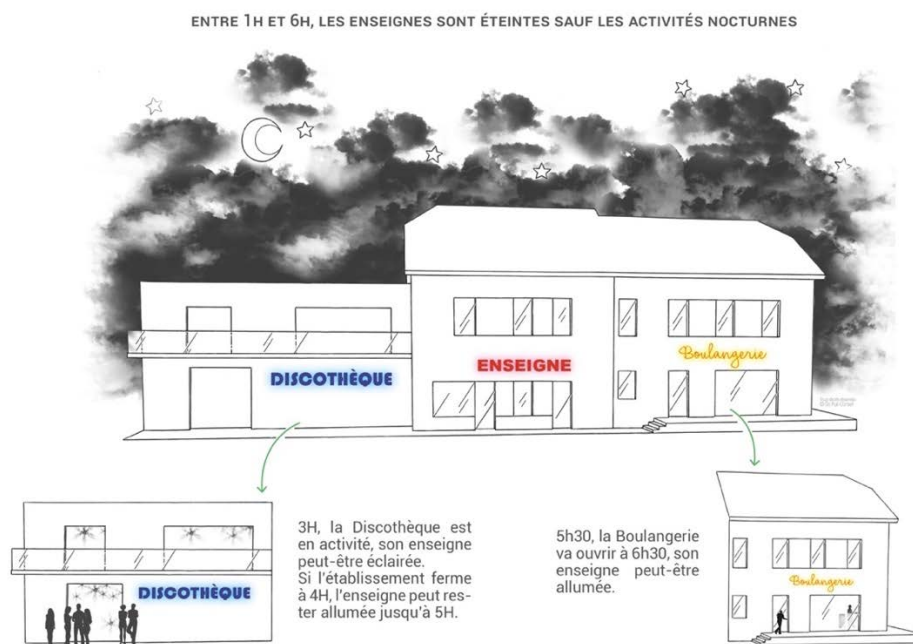 ENTRE 1H ET 6H, LES ENSEIGNES SONT ÉTEINTES SAUF LES ACTIVITÉS NOCTURNES
DISCOTHÈQUE
ENSEIGNE
Boulangerie
3H, la Discothèque est
en activité, son enseigne
peut-être éclairée.
Si l'établissement ferme
à 4H, l'enseigne peut res-
ter allumée jusqu'à 5H.
5h30, la Boulangerie
va ouvrir à 6h30, son
enseigne peut-être
allumée.
DISCOTHÈQUE
Boulangerie